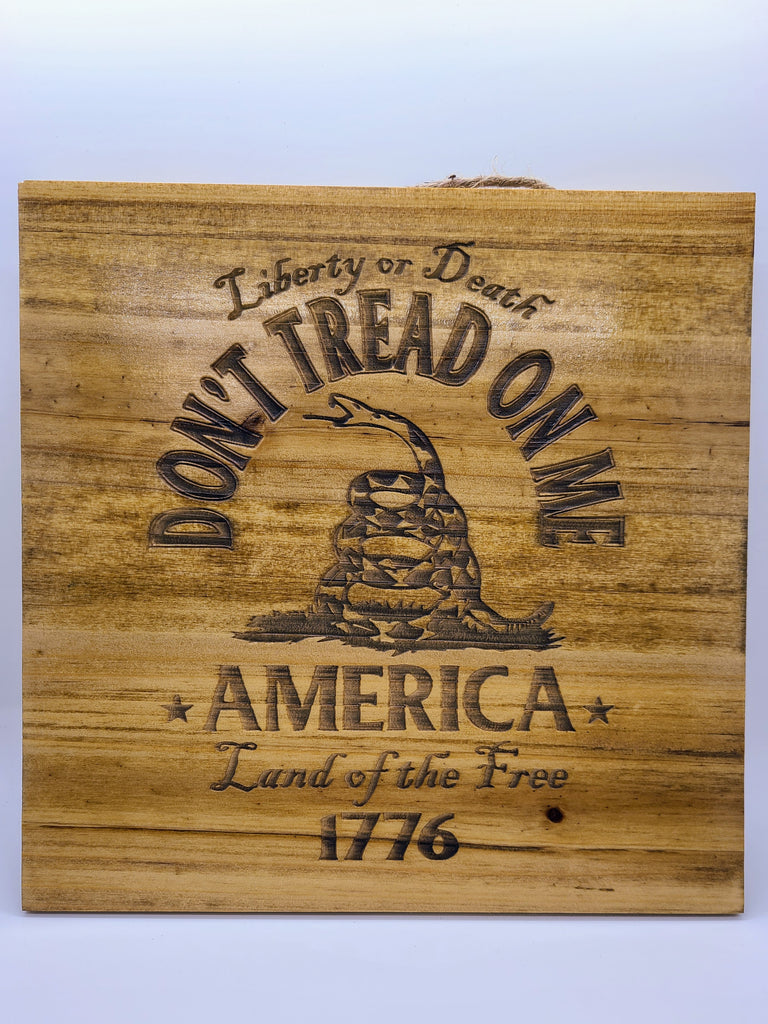 Liberty or Death
DON'T TREAD ON ME
AMERICA
Land of the Free
1776